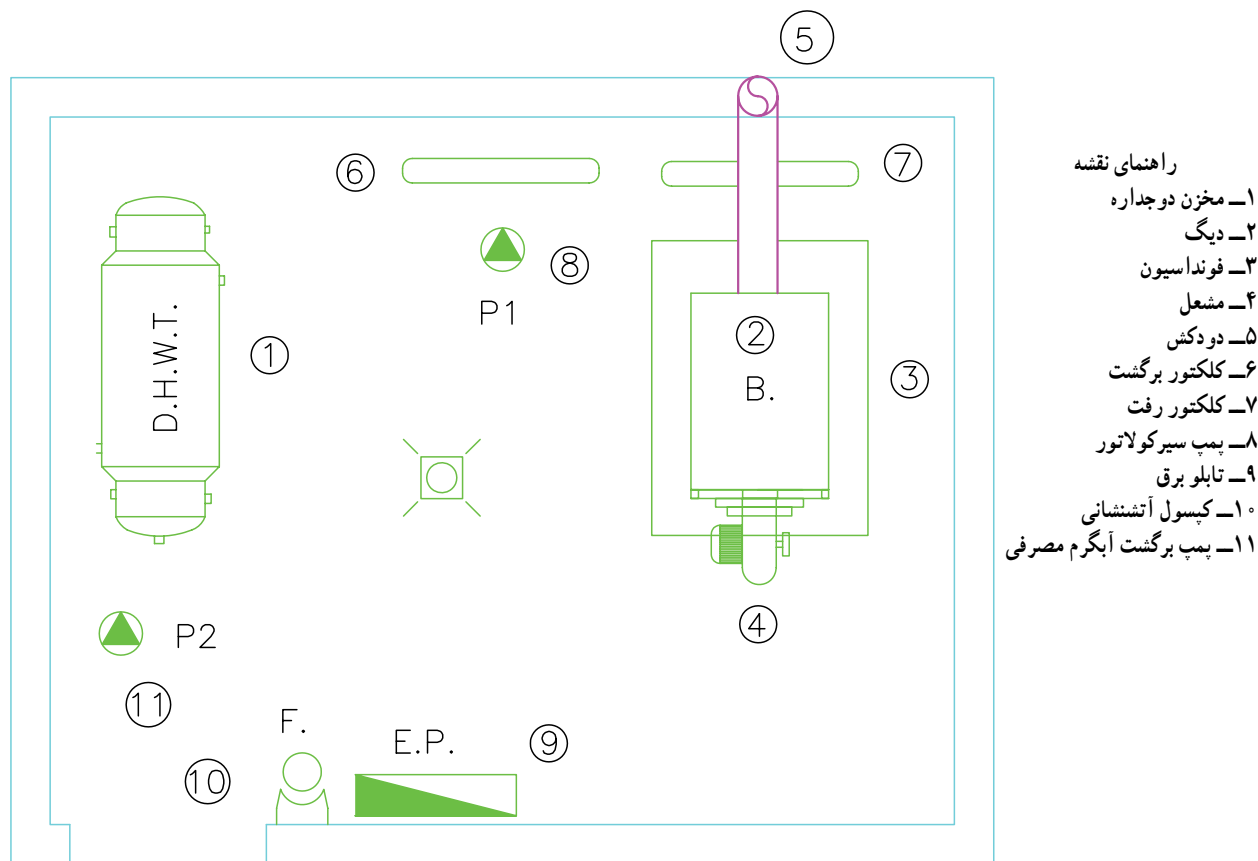 5
راهنمای نقشه
۱ــ مخزن دوجداره
۲ــ دیگ
۳ــ فونداسیون
۴ــ مشعل
۵ــ دودکش
۶ــ کلکتور برگشت
۷ــ کلکتور رفت
۸ــ پمپ سیرکولاتور
۹ــ تابلو برق
۱۰ــ کپسول آتشنشانی
۱۱ــ پمپ برگشت آبگرم مصرفی
6
7
8
P1
D.H.W.T.
1
2
B.
3
4
P2
11
F.
E.P.
9
10